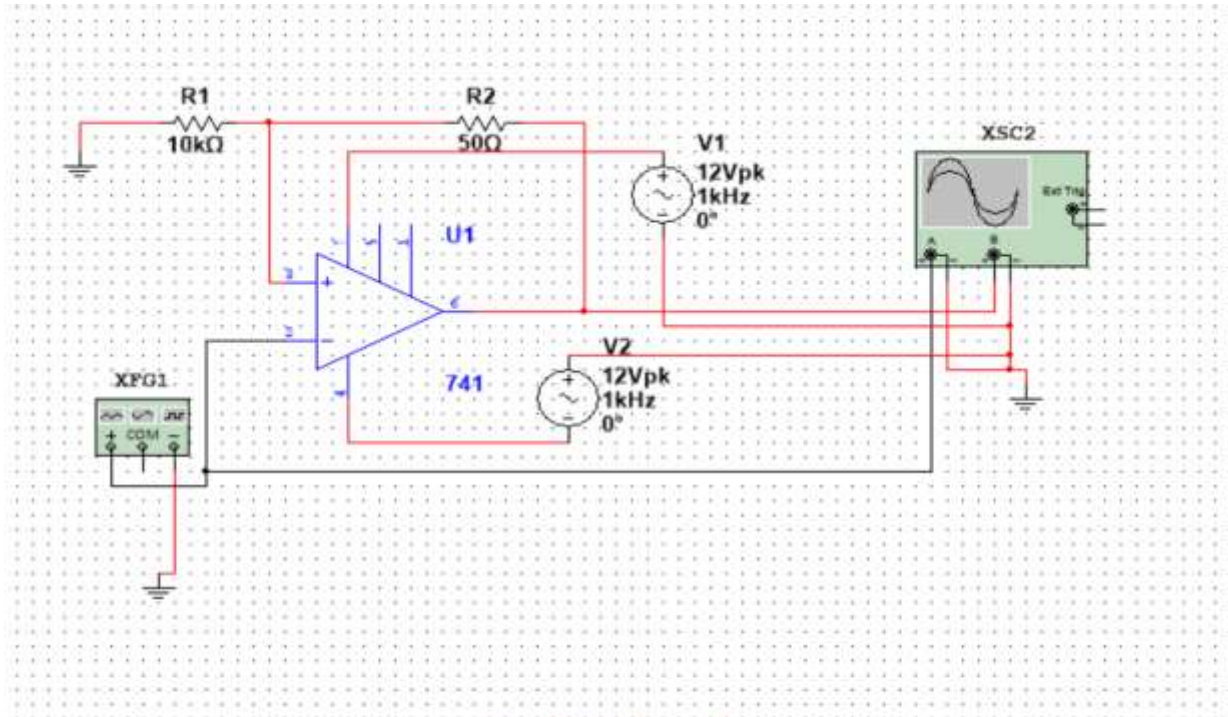 R1
10kΩ
R2
50Ω
V1
12Vpk
1kHz
0°
XSC2
Ext Trig
A
B
U1
741
V2
12Vpk
1kHz
0°
XFG1
COM